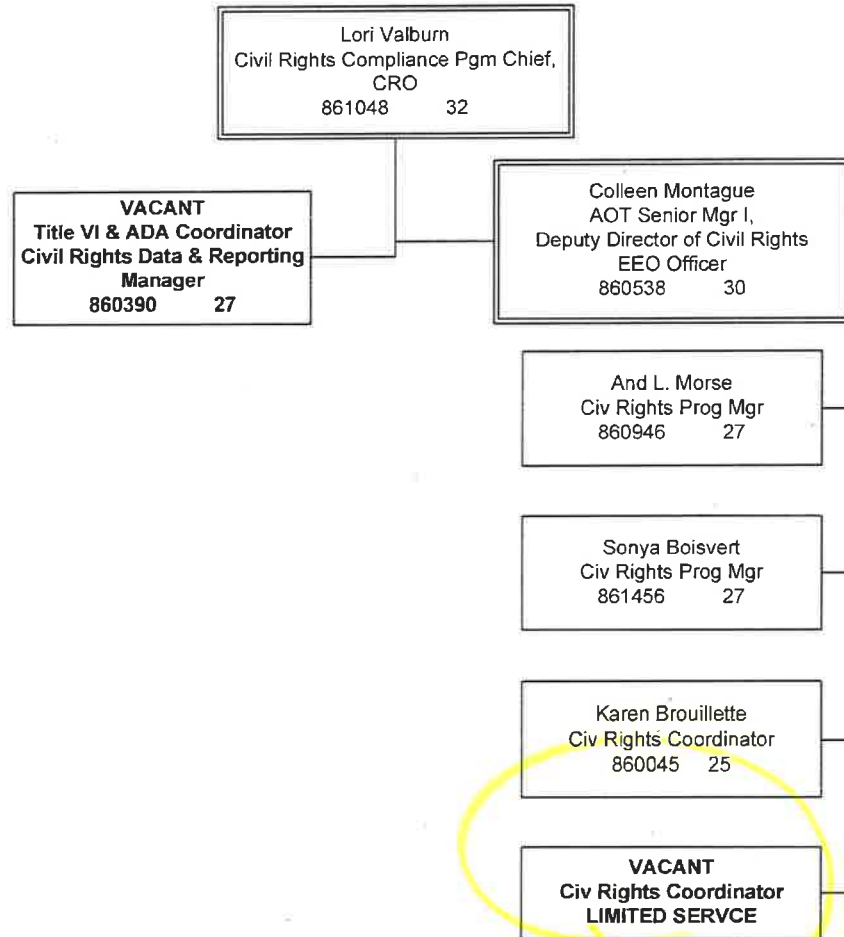 Lori Valburn
Civil Rights Compliance Pgm Chief,
CRO
861048 32
VACANT
Title VI & ADA Coordinator
Civil Rights Data & Reporting
Manager
860390 27
Colleen Montague
AOT Senior Mgr I,
Deputy Director of Civil Rights
EEO Officer
860538 30
And L. Morse
Civ Rights Prog Mgr
860946 27
Sonya Boisvert
Civ Rights Prog Mgr
861456 27
Karen Brouillette
Civ Rights Coordinator
860045 25
VACANT
Civ Rights Coordinator
LIMITED SERVCE